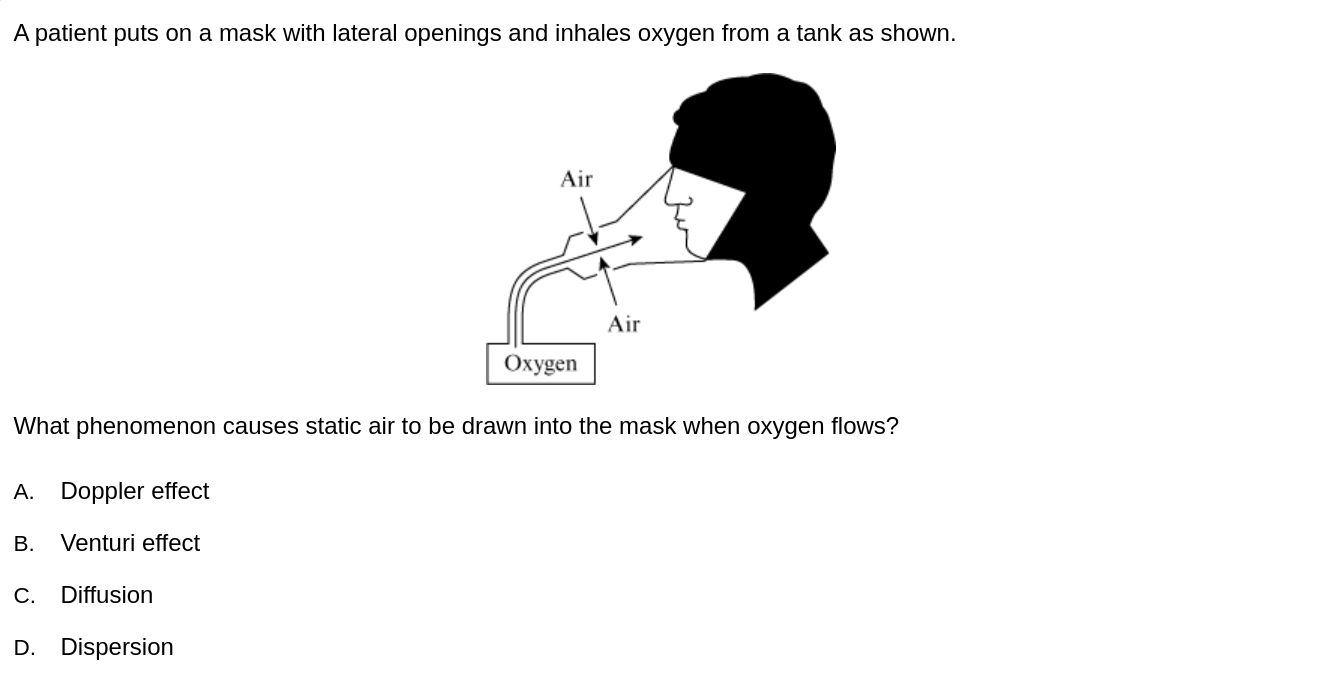 A patient puts on a mask with lateral openings and inhales oxygen from a tank as shown.
Air
Air
Oxygen
What phenomenon causes static air to be drawn into the mask when oxygen flows?
A. Doppler effect
B. Venturi effect
C. Diffusion
D. Dispersion